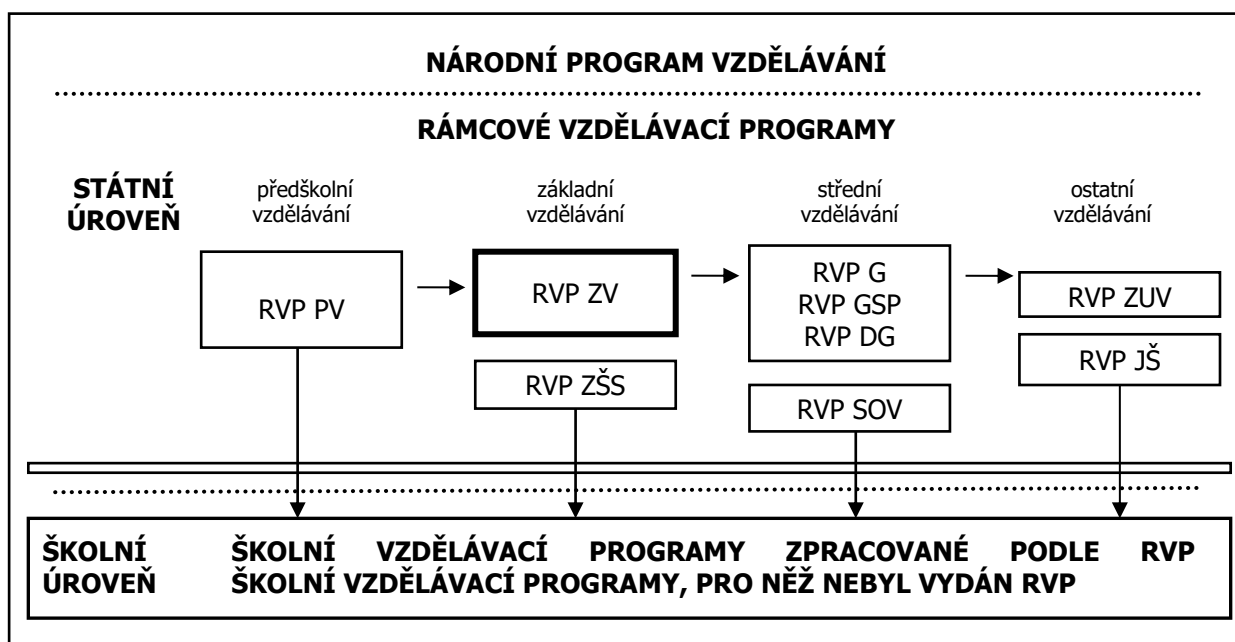 NÁRODNÍ PROGRAM VZDĚLÁVÁNÍ
RÁMCOVÉ VZDĚLÁVACÍ PROGRAMY
STÁTNÍ
ÚROVEŇ
předškolní
vzdělávání
základní
vzdělávání
střední
vzdělávání
ostatní
vzdělávání
RVP PV
RVP ZV
RVP ZŠS
RVP G
RVP GSP
RVP DG
RVP SOV
RVP ZUV
RVP JŠ
ŠKOLNÍ
ÚROVEŇ
ŠKOLNÍ VZDĚLÁVACÍ PROGRAMY ZPRACOVANÉ PODLE RVP
ŠKOLNÍ VZDĚLÁVACÍ PROGRAMY, PRO NĚŽ NEBYL VYDÁN RVP